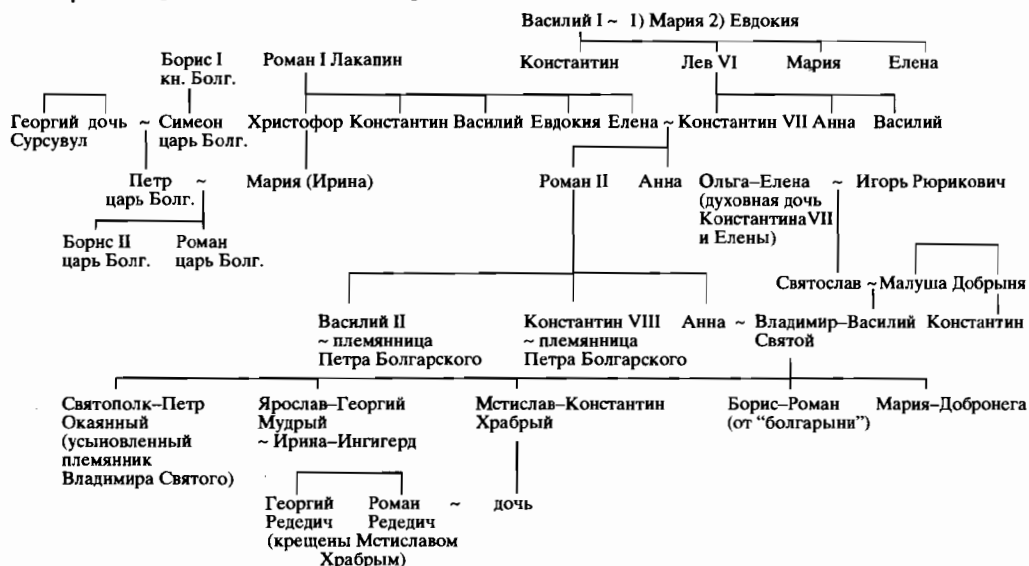 Василий I ~ 1) Мария 2) Евдокия
Борис I Роман I Лакапин Константин Лев VI Мария Елена
кн. Болг.
Георгий дочь ~ Симеон Христофор Константин Василий Евдокия Елена ~ Константин VII Анна Василий
Сурсувул царь Болг.
Петр ~ Мария (Ирина) Роман II Анна Ольга–Елена ~ Игорь Рюрикович
царь Болг. (духовная дочь
Константина VII
Борис II Роман и Елены)
царь Болг. царь Болг.
Святослав ~ Малуша Добрыня
Василий II Константин VIII Анна ~ Владимир–Василий Константин
~ племянница ~ племянница Святой
Петра Болгарского Петра Болгарского
Святополк–Петр Ярослав–Георгий Мстислав–Константин Борис–Роман Мария–Добронега
Окаянный Мудрый Храбрый (от "болгарыни")
(усыновленный ~ Ирина–Ингигерд
племянник
Владимира Святого)
Георгий Роман ~ дочь
Редедич Редедич
(крещены Мстиславом
Храбрым)